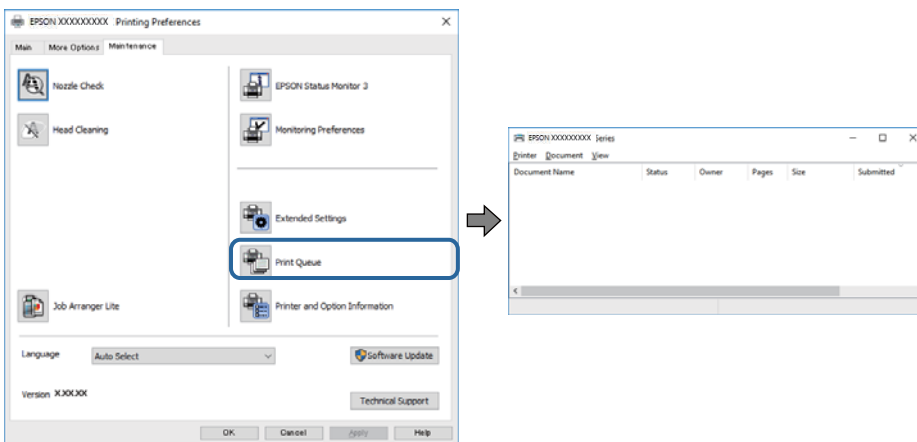 EPSON XXXXXXXXX Printing Preferences
Main More Options Maintenance
Nozzle Check
Head Cleaning
Job Arranger Lite
EPSON Status Monitor 3
Monitoring Preferences
Extended Settings
Print Queue
Printer and Option Information
Language Auto Select Software Update
Version X.XX.XX
Technical Support
OK Cancel Apply Help
EPSON XXXXXXXXX Series
Printer Document View
Document Name Status Owner Pages Size Submitted